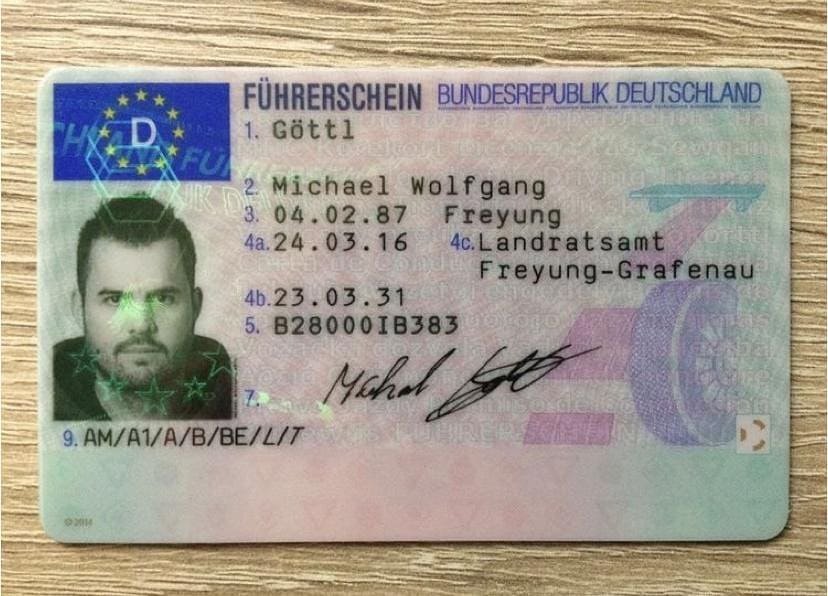 D
FÜHRERSCHEIN BUNDESREPUBLIK DEUTSCHLAND
1. Göttl
2. Michael Wolfgang
3. 04.02.87 Freyung
4a. 24.03.16 4c. Landratsamt
Freyung-Grafenau
4b. 23.03.31
5. B28000IB383
7.
9. AM/A1/A/B/BE/L/T